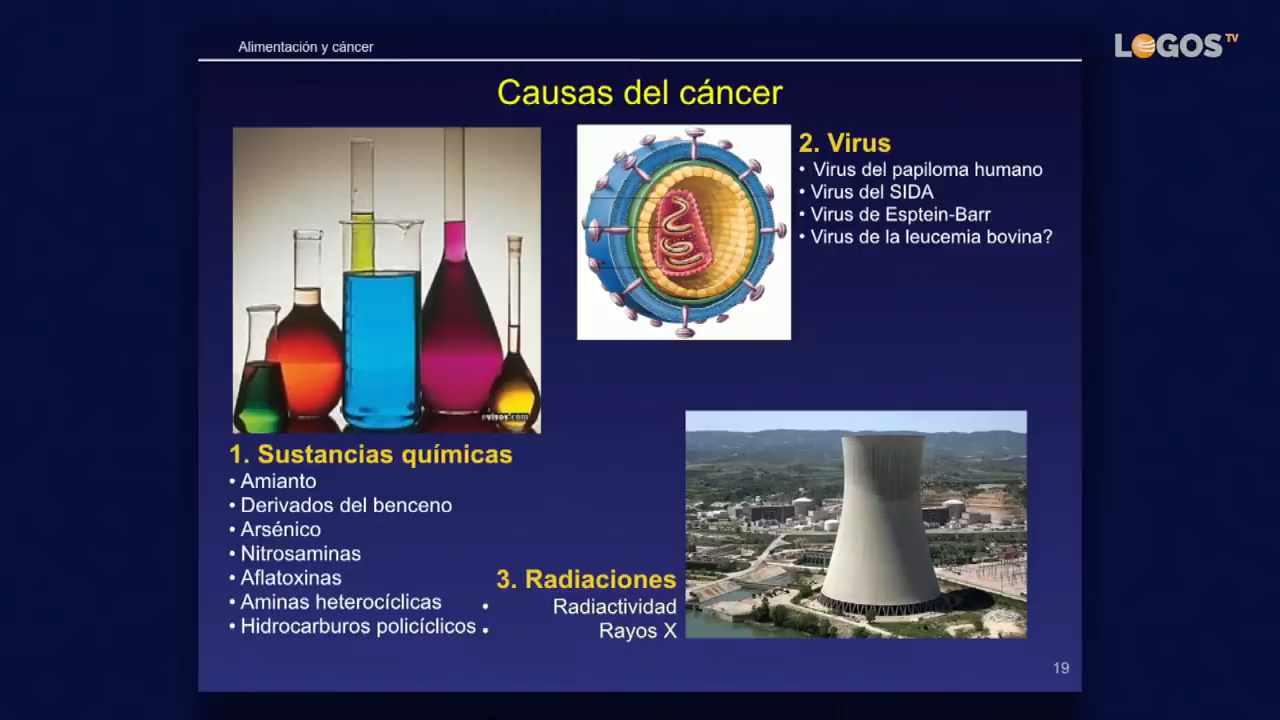 Alimentación y cáncer
LOGOS TV
Causas del cáncer
evisos.com
1. Sustancias químicas
• Amianto
• Derivados del benceno
• Arsénico
• Nitrosaminas
• Aflatoxinas
• Aminas heterocíclicas
• Hidrocarburos policíclicos
2. Virus
• Virus del papiloma humano
• Virus del SIDA
• Virus de Esptein-Barr
• Virus de la leucemia bovina?
3. Radiaciones
• Radiactividad
• Rayos X
19